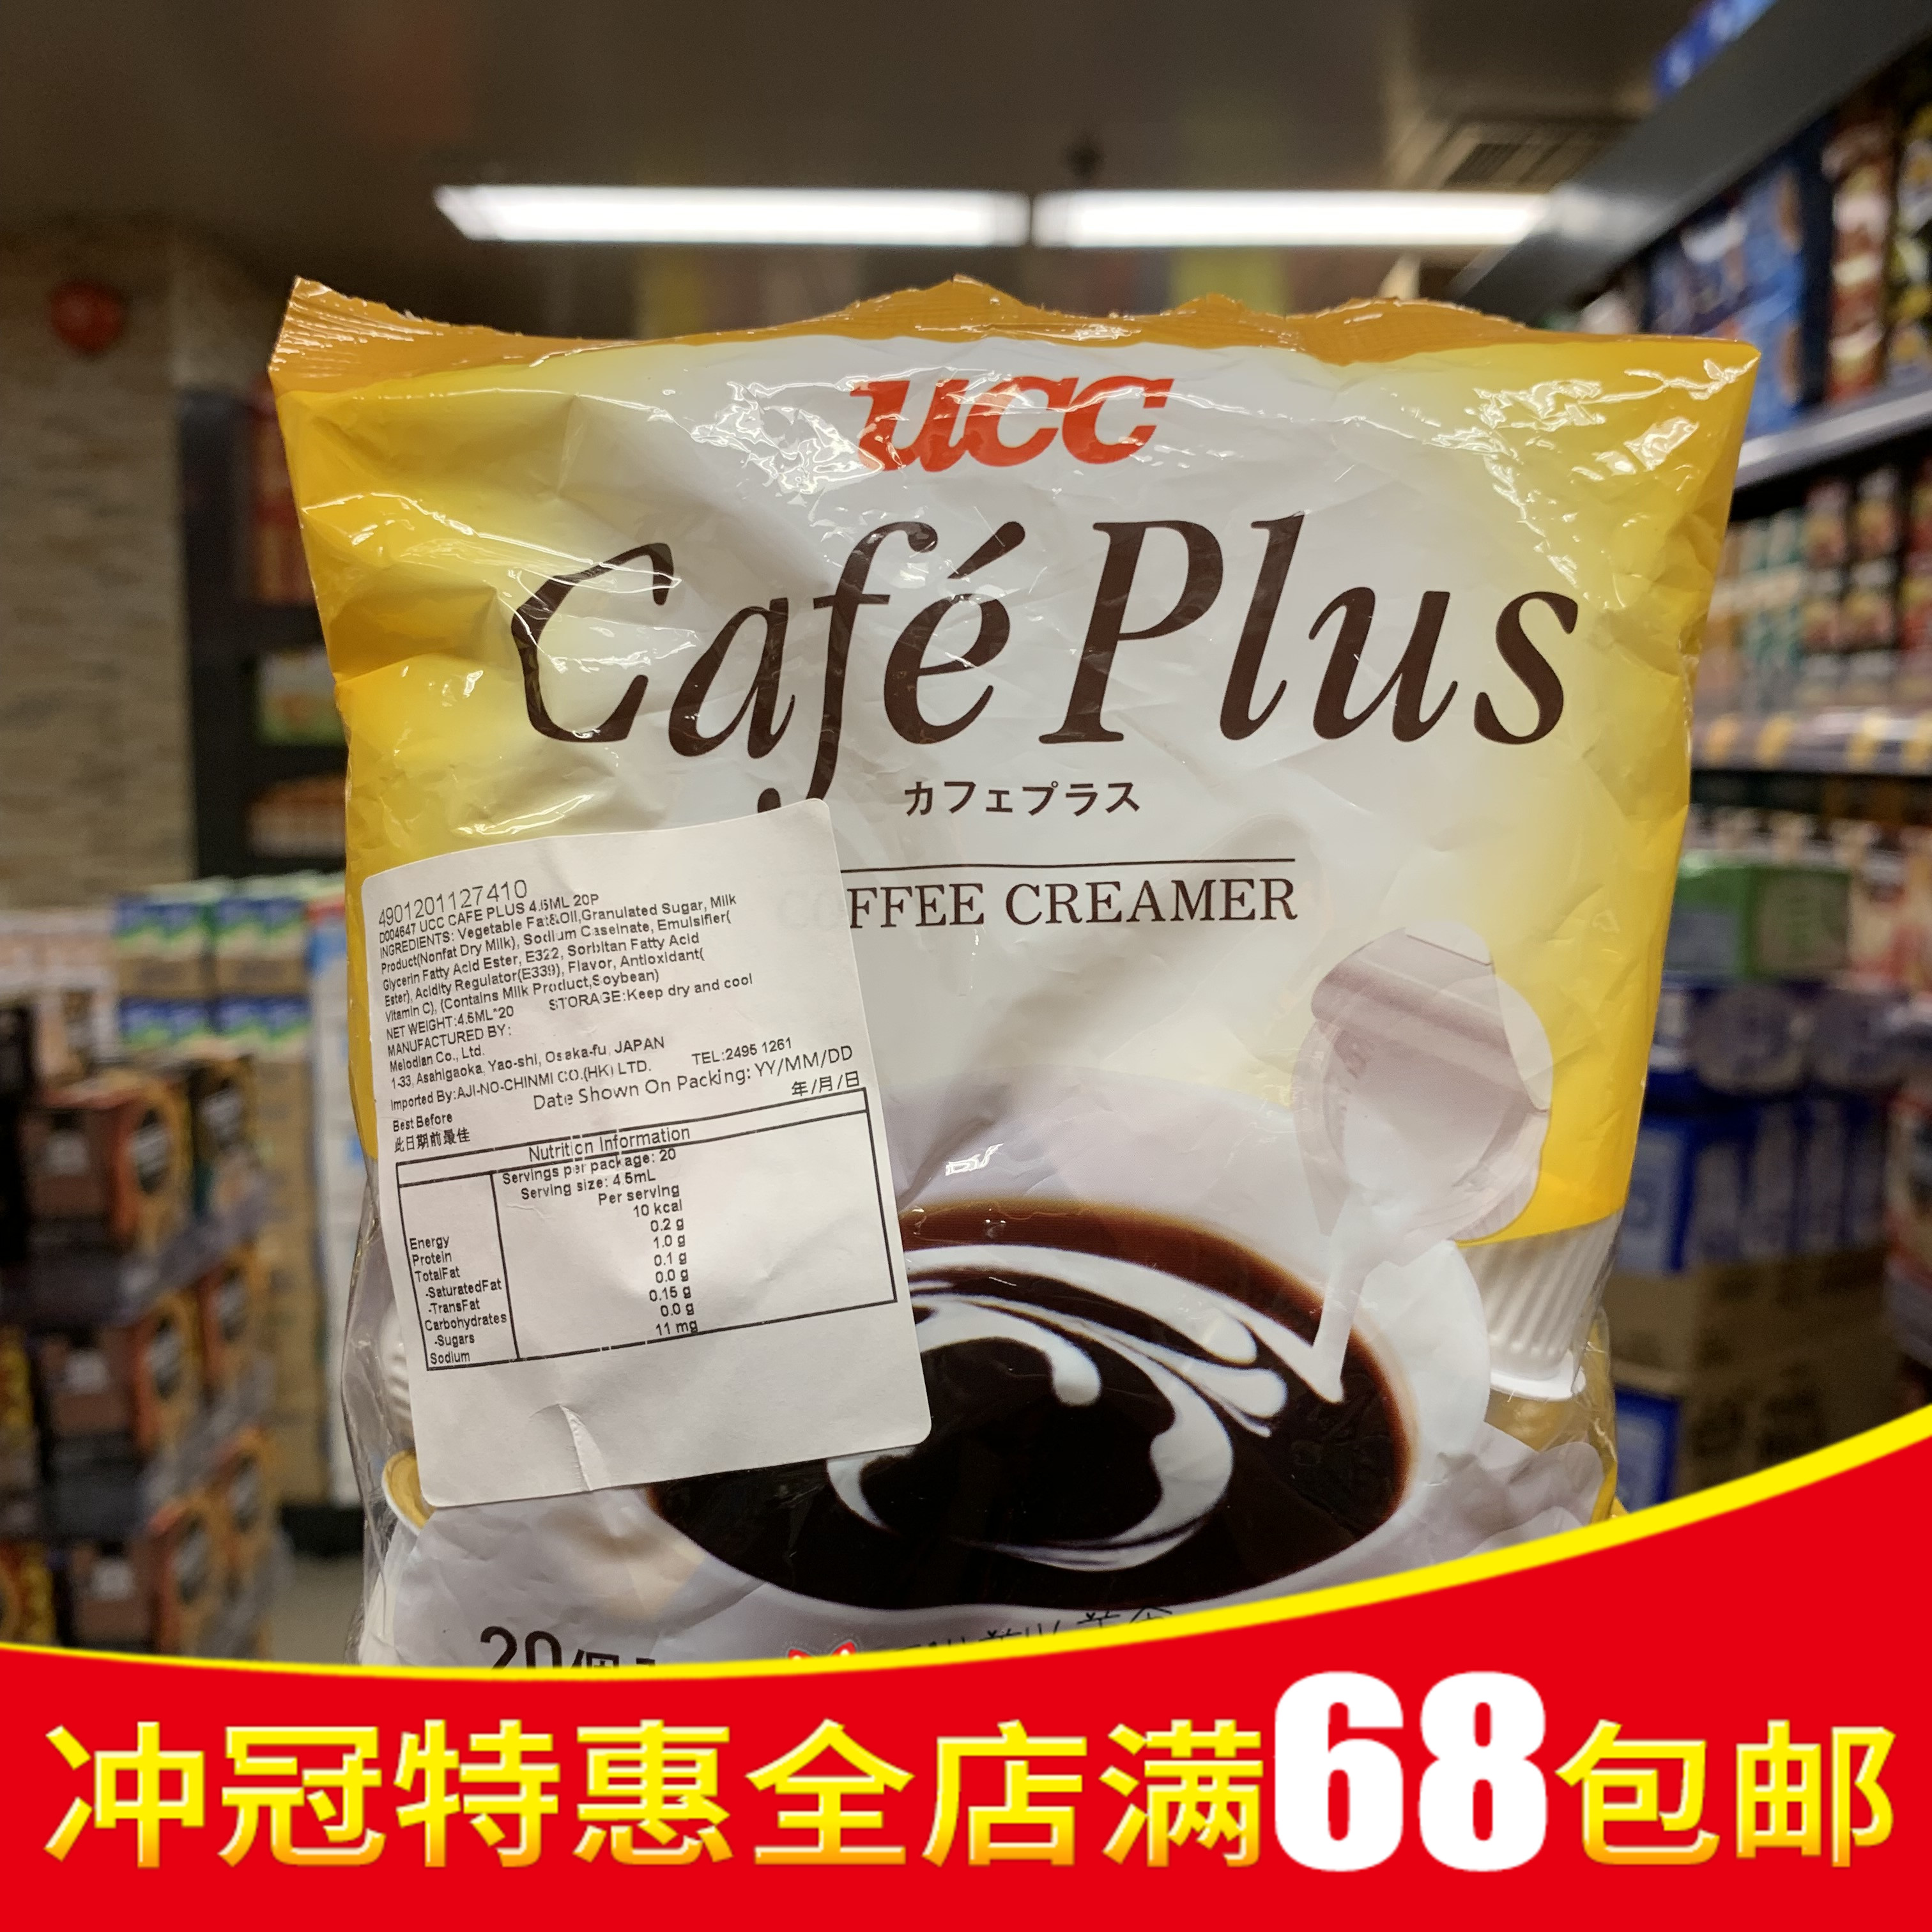 UCC
Café Plus
カフェプラス
COFFEE CREAMER
4901201127410
D004647 UCC CAFE PLUS 4.5ML 20P
INGREDIENTS: Vegetable Fat&Oil,Granulated Sugar, Milk
Product(Nonfat Dry Milk), Sodium Caseinate, Emulsifier(
Glycerin Fatty Acid Ester, E322, Sorbitan Fatty Acid
Ester), Acidity Regulator(E339), Flavor, Antioxidant(
Vitamin C), (Contains Milk Product,Soybean)
NET WEIGHT:4.5ML*20 STORAGE:Keep dry and cool
MANUFACTURED BY:
Melodian Co., Ltd.
1-33, Asahigaoka, Yao-shi, Osaka-fu, JAPAN
Imported By:AJI-NO-CHINMI CO.(HK) LTD. TEL:2495 1261
Best Before Date Shown On Packing: YY/MM/DD
此日期前最佳 年/月/日
Nutrition Information
Servings per package: 20
Serving size: 4.5mL
Per serving
Energy 10 kcal
Protein 0.2 g
TotalFat 1.0 g
-SaturatedFat 0.1 g
-TransFat 0.0 g
Carbohydrates 0.15 g
-Sugars 0.0 g
Sodium 11 mg
20個
冲冠特惠全店满68包邮